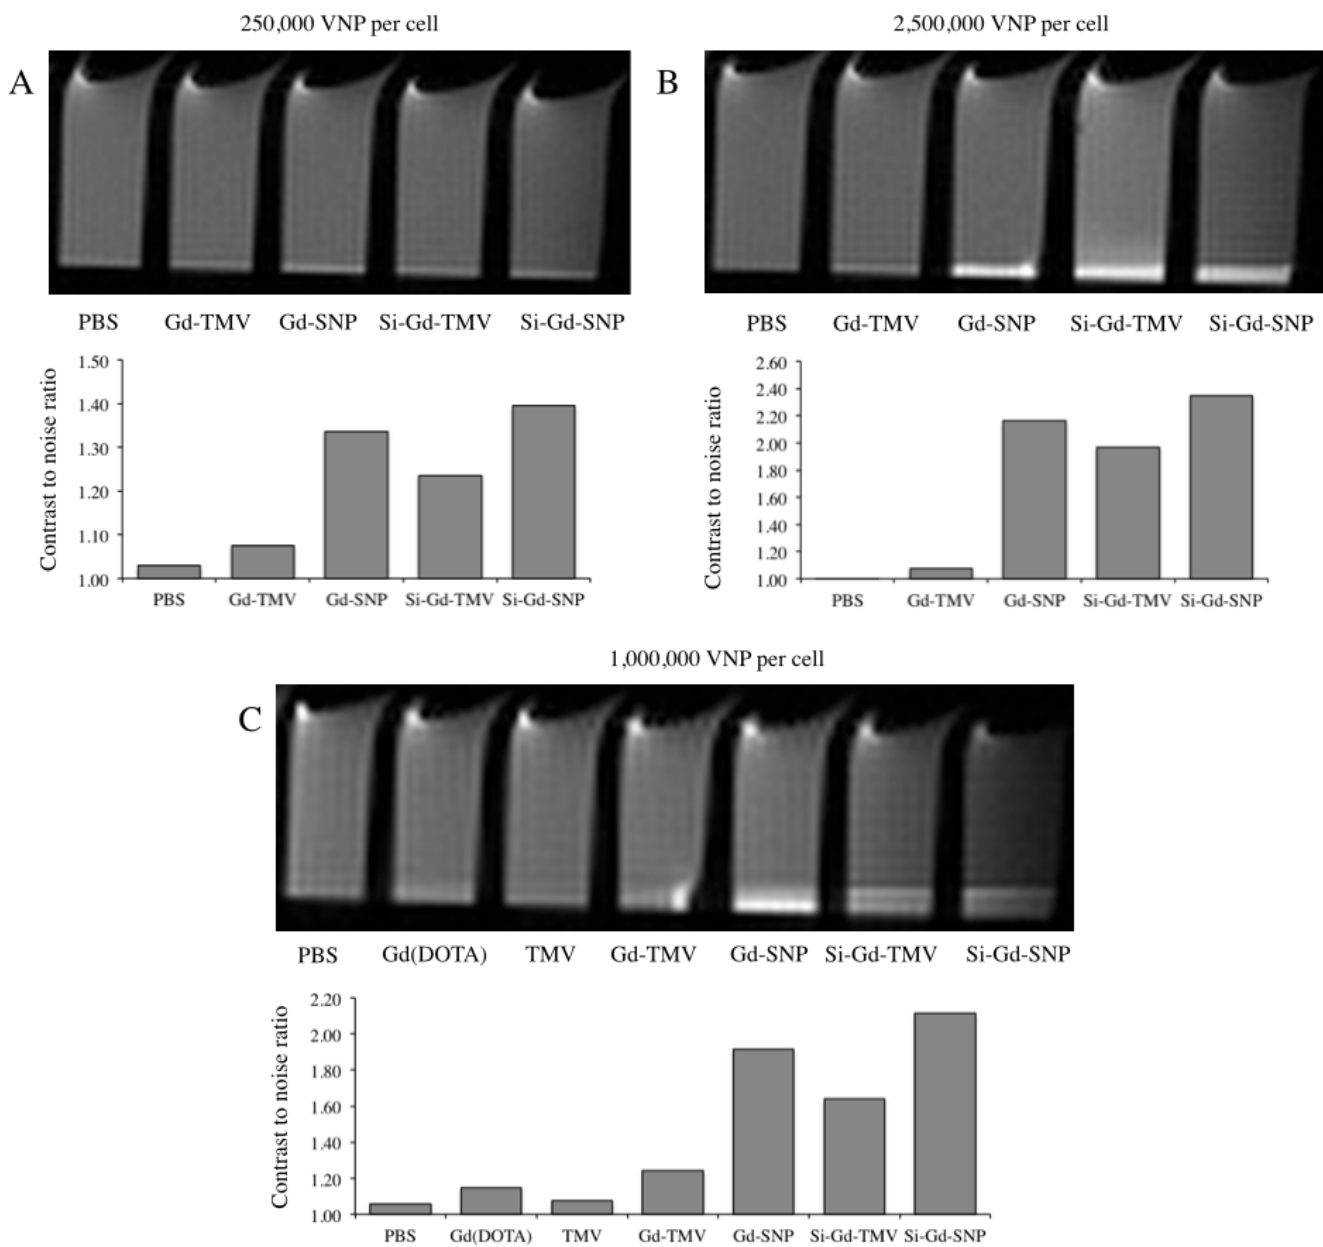 250,000 VNP per cell
A
PBS Gd-TMV Gd-SNP Si-Gd-TMV Si-Gd-SNP
Contrast to noise ratio
1.50
1.40
1.30
1.20
1.10
1.00
PBS Gd-TMV Gd-SNP Si-Gd-TMV Si-Gd-SNP
2,500,000 VNP per cell
B
PBS Gd-TMV Gd-SNP Si-Gd-TMV Si-Gd-SNP
Contrast to noise ratio
2.60
2.40
2.20
2.00
1.80
1.60
1.40
1.20
1.00
PBS Gd-TMV Gd-SNP Si-Gd-TMV Si-Gd-SNP
1,000,000 VNP per cell
C
PBS Gd(DOTA) TMV Gd-TMV Gd-SNP Si-Gd-TMV Si-Gd-SNP
Contrast to noise ratio
2.20
2.00
1.80
1.60
1.40
1.20
1.00
PBS Gd(DOTA) TMV Gd-TMV Gd-SNP Si-Gd-TMV Si-Gd-SNP